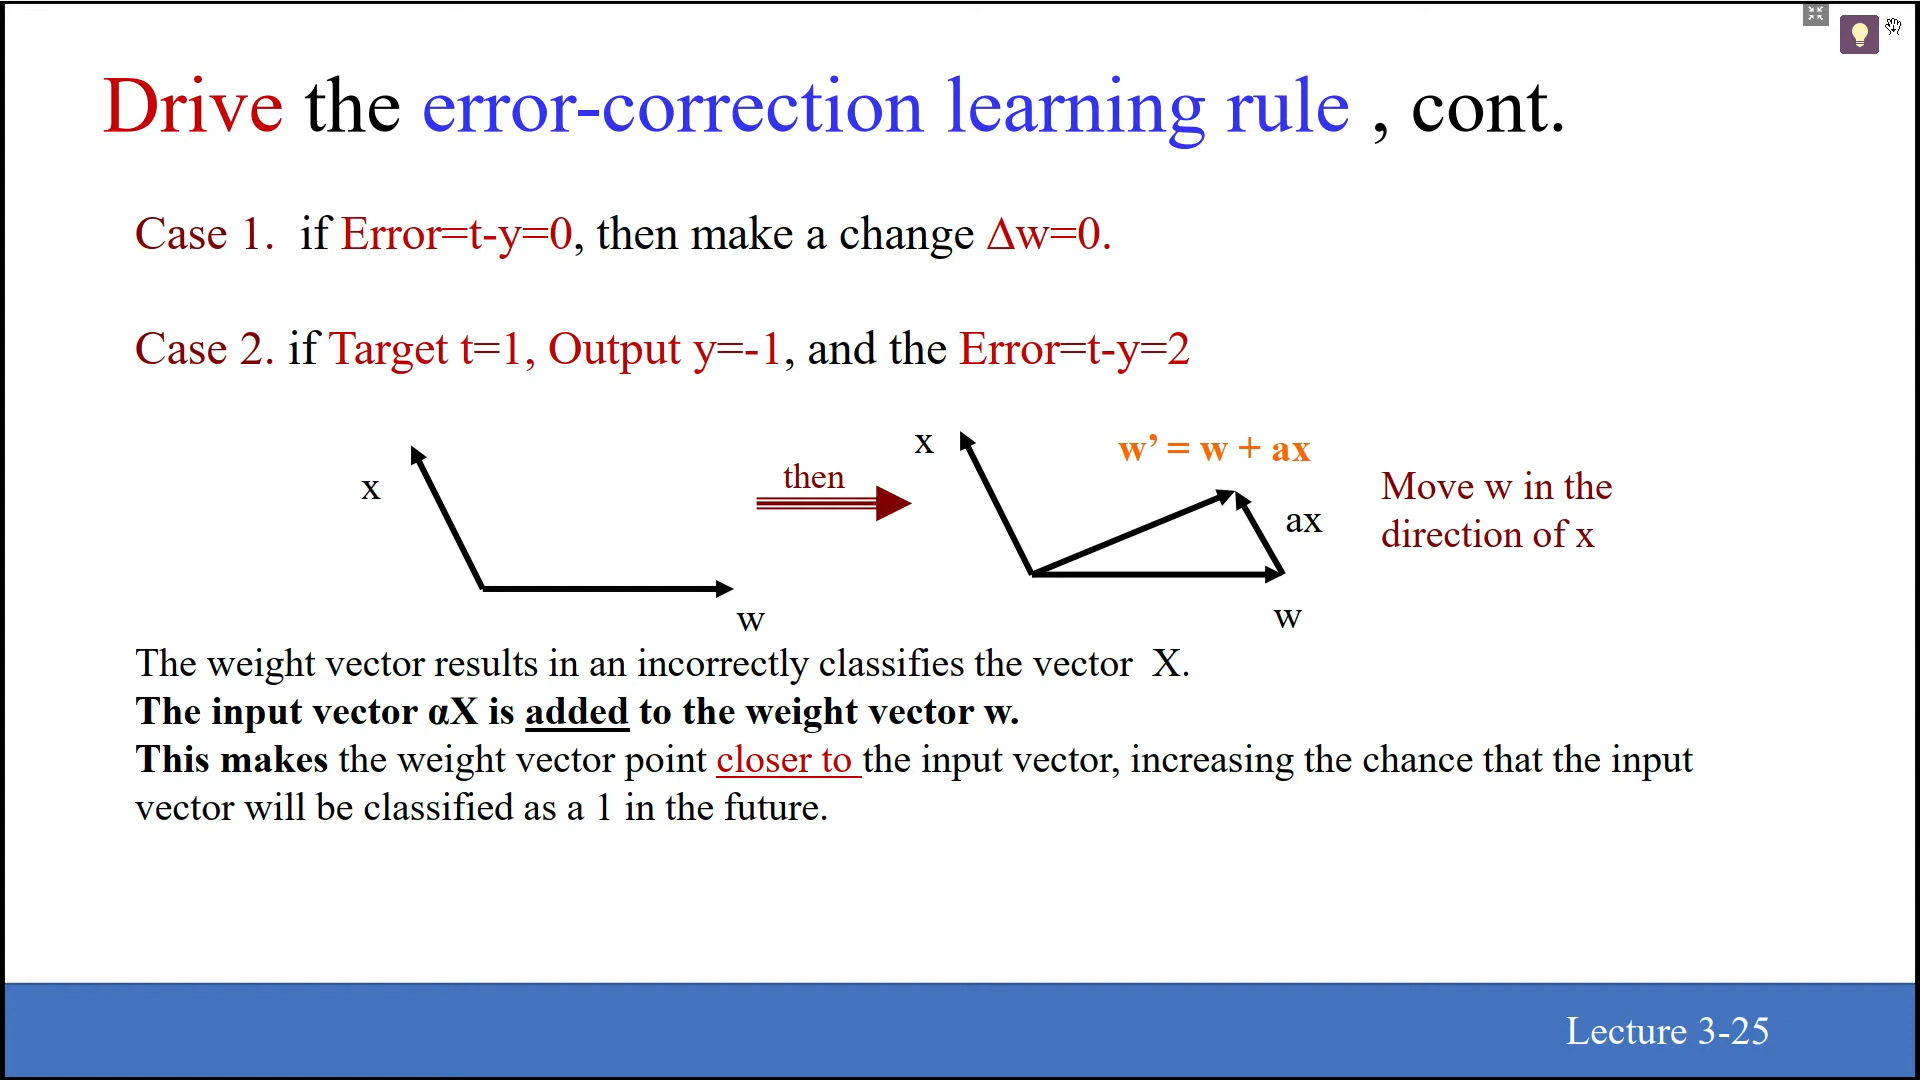 Drive the error-correction learning rule , cont.
Case 1. if Error=t-y=0, then make a change Δw=0.
Case 2. if Target t=1, Output y=-1, and the Error=t-y=2
x
then
w
x
w’ = w + ax
ax
w
Move w in the
direction of x
The weight vector results in an incorrectly classifies the vector X.
The input vector αX is added to the weight vector w.
This makes the weight vector point closer to the input vector, increasing the chance that the input
vector will be classified as a 1 in the future.
Lecture 3-25